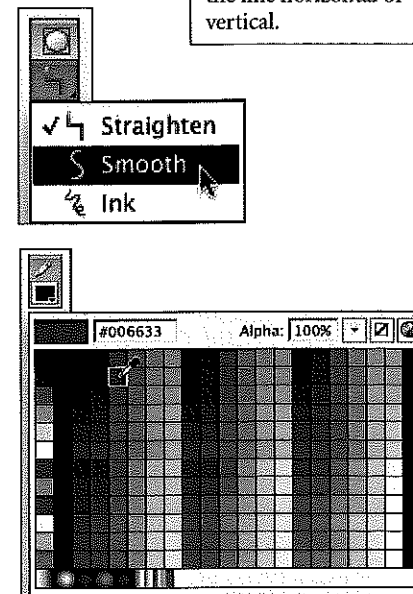 the line horizontal or
vertical.
✓ Straighten
Smooth
Ink
#006633 Alpha: 100%